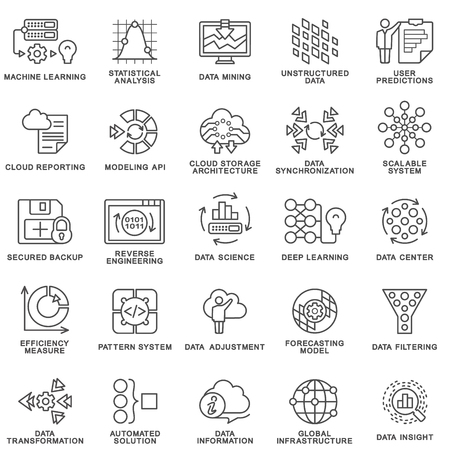 MACHINE LEARNING
STATISTICAL
ANALYSIS
DATA MINING
UNSTRUCTURED
DATA
USER
PREDICTIONS
CLOUD REPORTING
MODELING API
CLOUD STORAGE
ARCHITECTURE
DATA
SYNCHRONIZATION
SCALABLE
SYSTEM
SECURED BACKUP
0101
1011
REVERSE
ENGINEERING
DATA SCIENCE
DEEP LEARNING
DATA CENTER
EFFICIENCY
MEASURE
PATTERN SYSTEM
DATA ADJUSTMENT
FORECASTING
MODEL
DATA FILTERING
DATA
TRANSFORMATION
AUTOMATED
SOLUTION
i
DATA
INFORMATION
GLOBAL
INFRASTRUCTURE
DATA INSIGHT